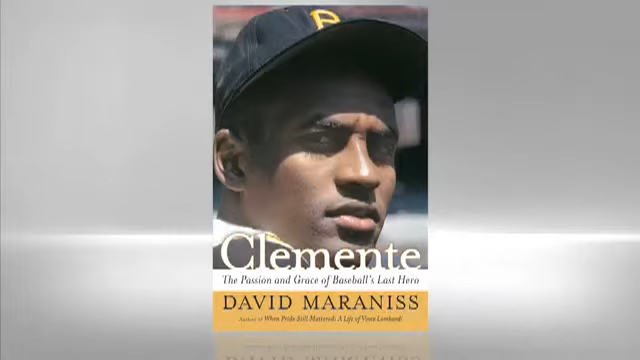 P
Clemente
The Passion and Grace of Baseball's Last Hero
DAVID MARANISS
Author of When Pride Still Mattered: A Life of Vince Lombardi